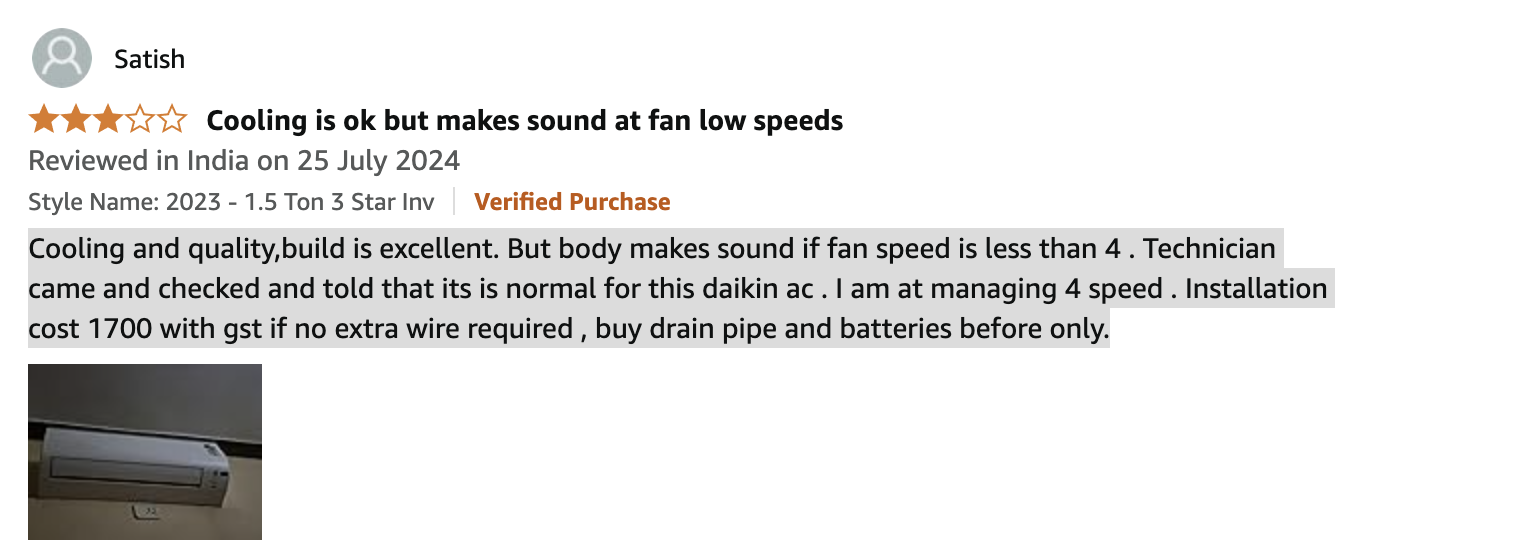 Satish
Cooling is ok but makes sound at fan low speeds
Reviewed in India on 25 July 2024
Style Name: 2023 - 1.5 Ton 3 Star Inv | Verified Purchase
Cooling and quality,build is excellent. But body makes sound if fan speed is less than 4 . Technician
came and checked and told that its is normal for this daikin ac . I am at managing 4 speed . Installation
cost 1700 with gst if no extra wire required , buy drain pipe and batteries before only.